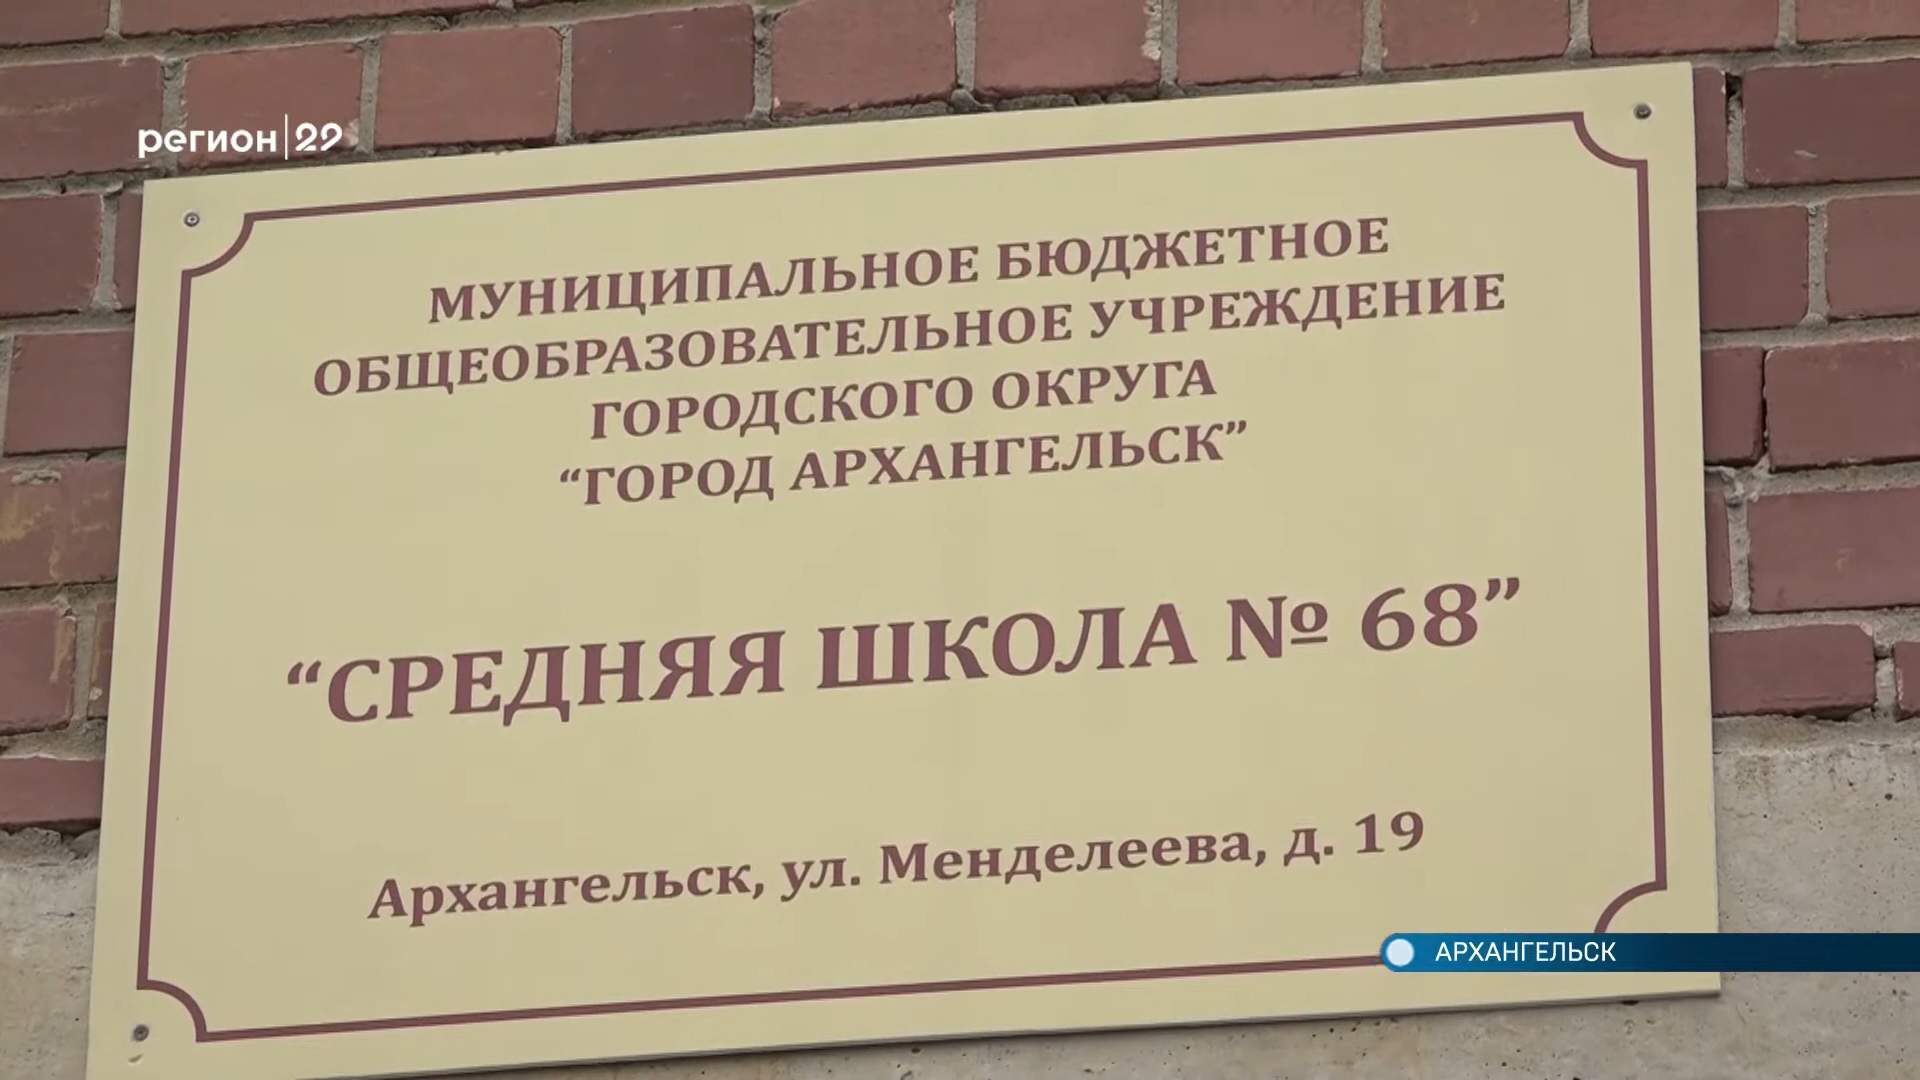 регион|29
МУНИЦИПАЛЬНОЕ БЮДЖЕТНОЕ
ОБЩЕОБРАЗОВАТЕЛЬНОЕ УЧРЕЖДЕНИЕ
ГОРОДСКОГО ОКРУГА
“ГОРОД АРХАНГЕЛЬСК”
“СРЕДНЯЯ ШКОЛА № 68”
Архангельск, ул. Менделеева, д. 19
АРХАНГЕЛЬСК